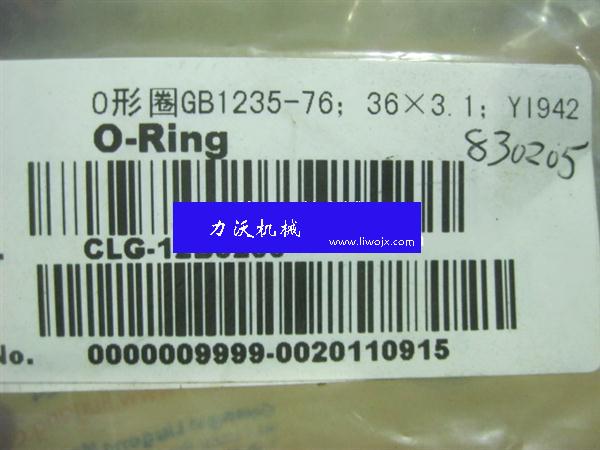 O形圈GB1235-76; 36×3.1; YI942
O-Ring
830205
力沃机械
www.liwojx.com
No. 0000009999-0020110915